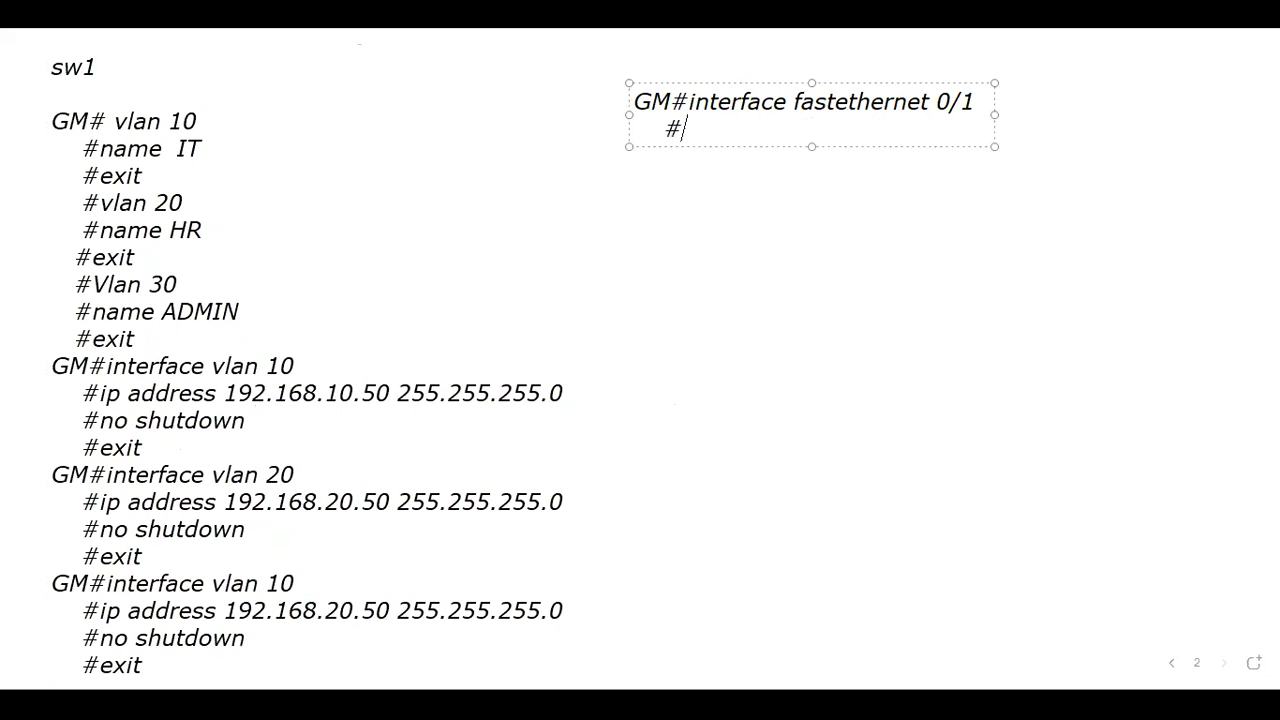 sw1
GM# vlan 10
#name  IT
#exit
#vlan 20
#name HR
#exit
#Vlan 30
#name ADMIN
#exit
GM#interface vlan 10
#ip address 192.168.10.50 255.255.255.0
#no shutdown
#exit
GM#interface vlan 20
#ip address 192.168.20.50 255.255.255.0
#no shutdown
#exit
GM#interface vlan 10
#ip address 192.168.20.50 255.255.255.0
#no shutdown
#exit
GM#interface fastethernet 0/1
#
2